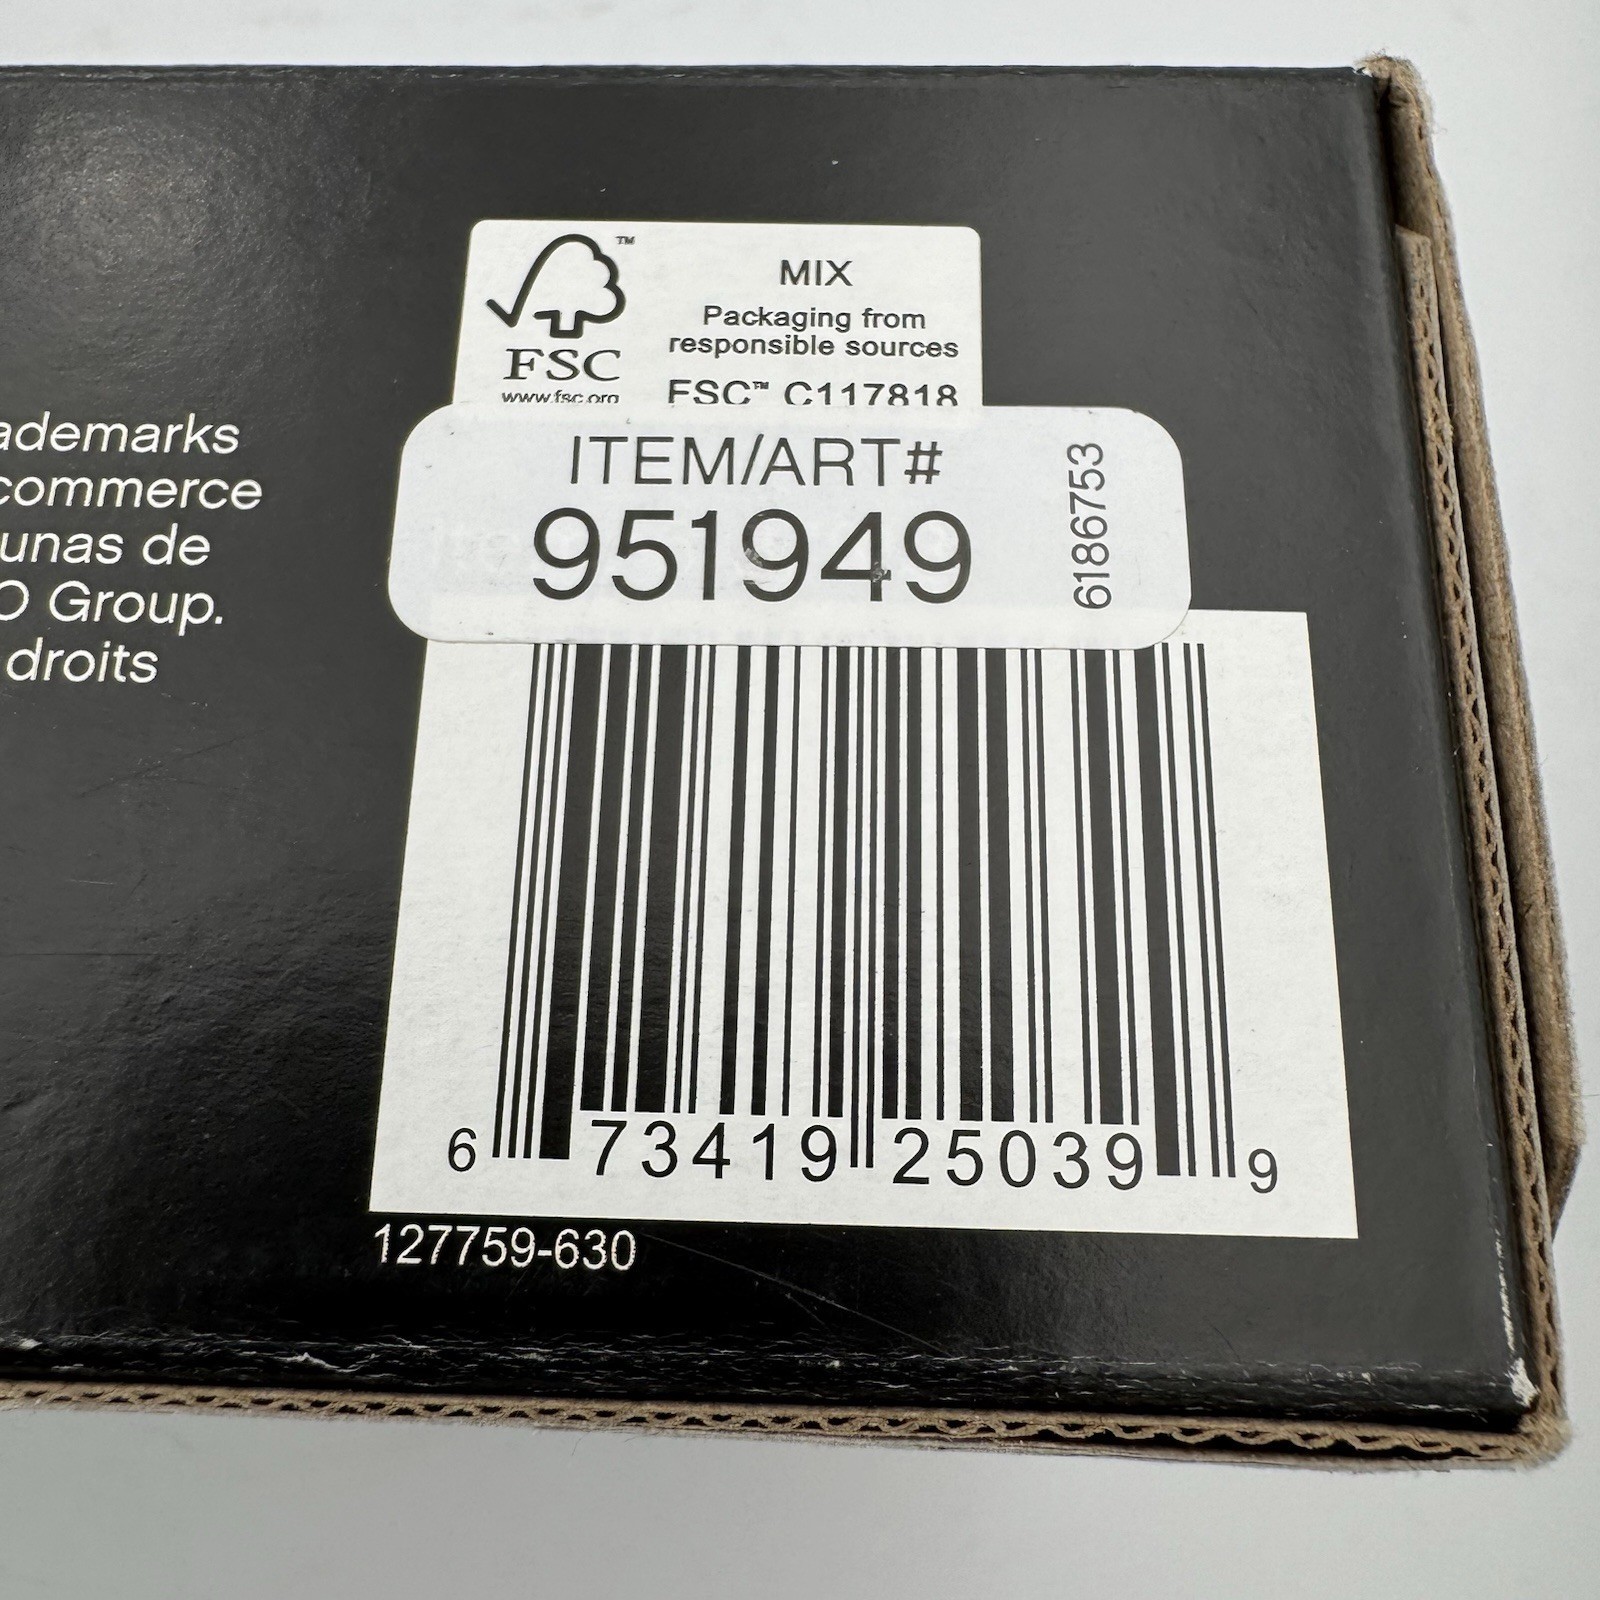 ademarks
commerce
unas de
O Group.
droits
TM
FSC
www.fsc.org
MIX
Packaging from
responsible sources
FSC™ C117818
ITEM/ART#
951949
6186753
6 73419 25039 9
127759-630